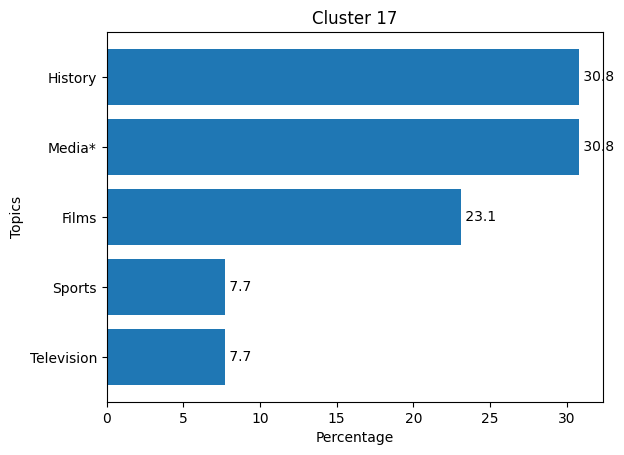 Cluster 17
Topics
History
30.8
Media*
30.8
Films
23.1
Sports
7.7
Television
7.7
0 5 10 15 20 25 30
Percentage